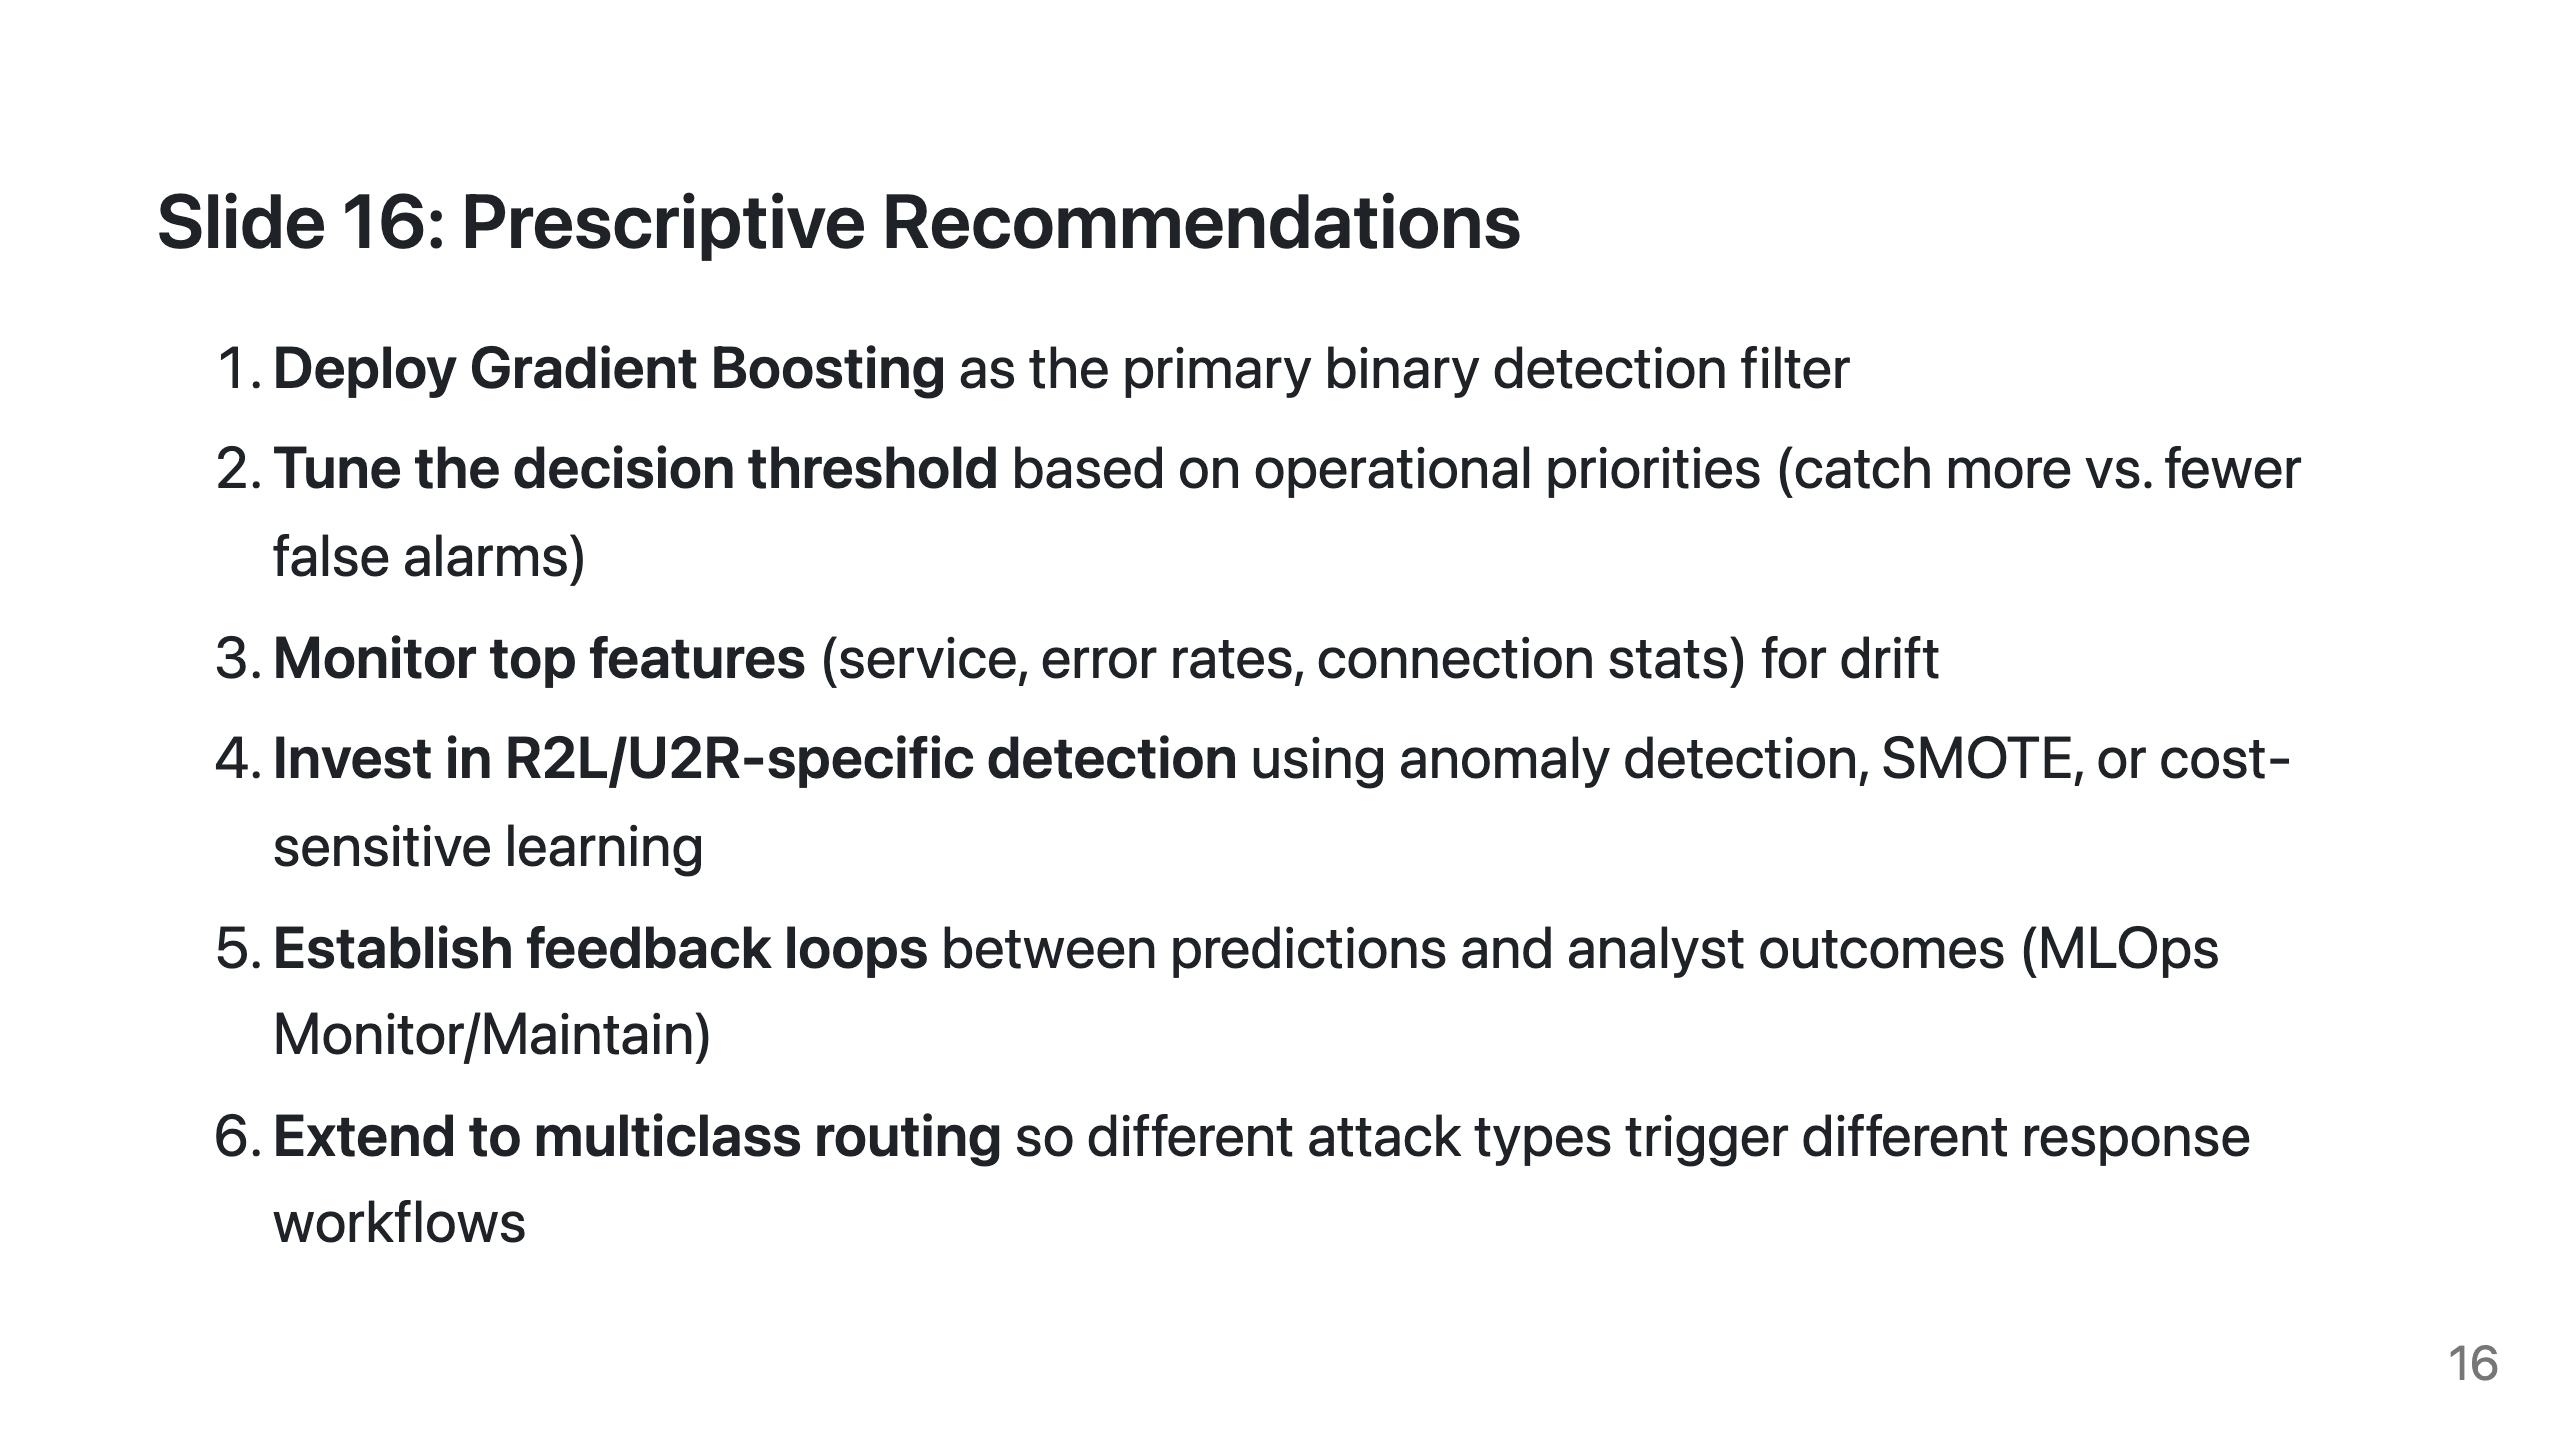 Slide 16: Prescriptive Recommendations
1. Deploy Gradient Boosting as the primary binary detection filter
2. Tune the decision threshold based on operational priorities (catch more vs. fewer
false alarms)
3. Monitor top features (service, error rates, connection stats) for drift
4. Invest in R2L/U2R-specific detection using anomaly detection, SMOTE, or cost-
sensitive learning
5. Establish feedback loops between predictions and analyst outcomes (MLOps
Monitor/Maintain)
6. Extend to multiclass routing so different attack types trigger different response
workflows
16